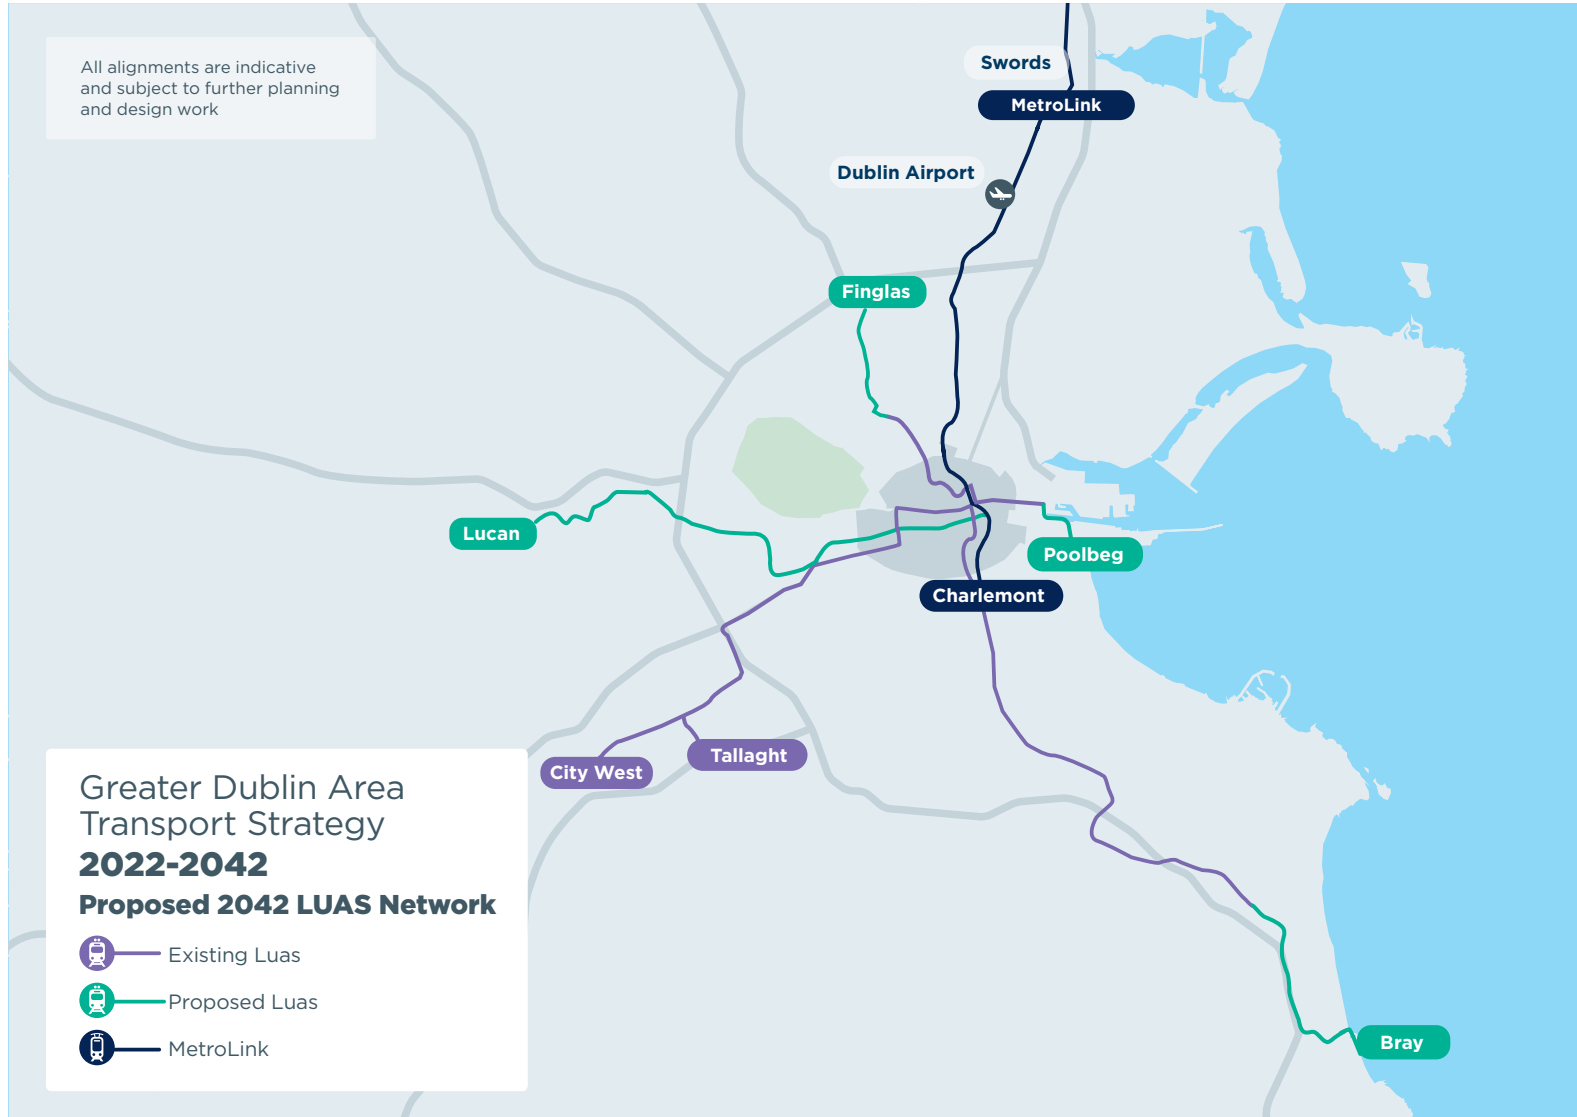 All alignments are indicative
and subject to further planning
and design work
Swords
MetroLink
Dublin Airport
Finglas
Lucan
Poolbeg
Charlemont
Tallaght
City West
Greater Dublin Area
Transport Strategy
2022-2042
Proposed 2042 LUAS Network
Existing Luas
Proposed Luas
MetroLink
Bray